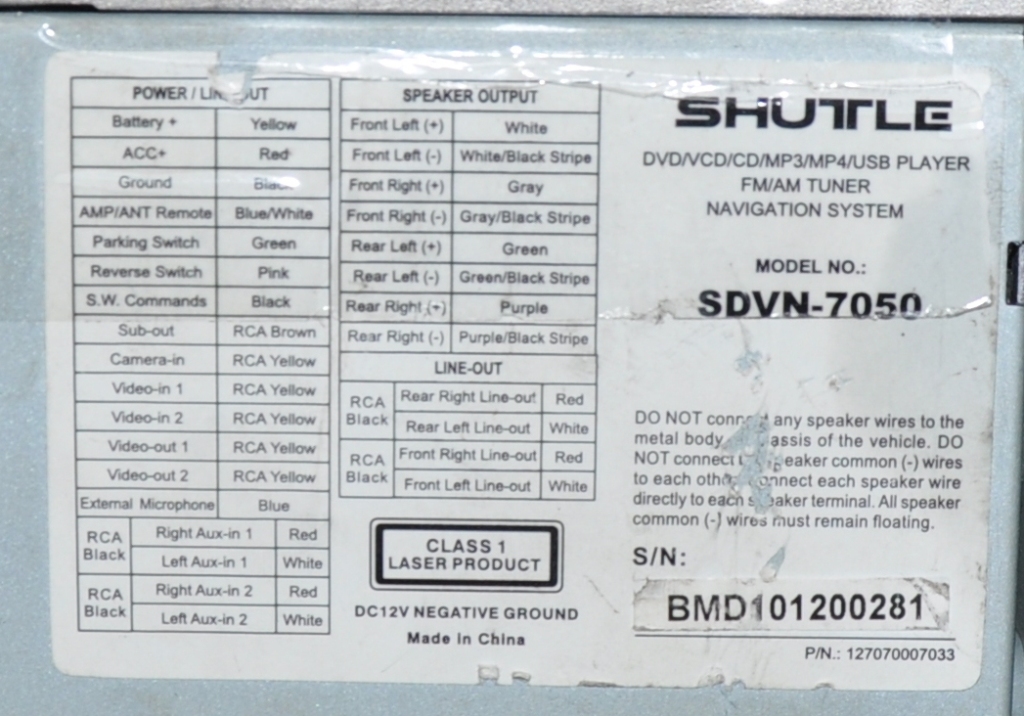 POWER / LINE-OUT
Battery + Yellow
ACC+ Red
Ground Black
AMP/ANT Remote Blue/White
Parking Switch Green
Reverse Switch Pink
S.W. Commands Black
Sub-out RCA Brown
Camera-in RCA Yellow
Video-in 1 RCA Yellow
Video-in 2 RCA Yellow
Video-out 1 RCA Yellow
Video-out 2 RCA Yellow
External Microphone Blue
RCA Black
Right Aux-in 1 Red
Left Aux-in 1 White
RCA Black
Right Aux-in 2 Red
Left Aux-in 2 White
SPEAKER OUTPUT
Front Left (+) White
Front Left (-) White/Black Stripe
Front Right (+) Gray
Front Right (-) Gray/Black Stripe
Rear Left (+) Green
Rear Left (-) Green/Black Stripe
Rear Right (+) Purple
Rear Right (-) Purple/Black Stripe
LINE-OUT
RCA Black
Rear Right Line-out Red
Rear Left Line-out White
RCA Black
Front Right Line-out Red
Front Left Line-out White
CLASS 1
LASER PRODUCT
DC12V NEGATIVE GROUND
Made in China
SHUTTLE
DVD/VCD/CD/MP3/MP4/USB PLAYER
FM/AM TUNER
NAVIGATION SYSTEM
MODEL NO.:
SDVN-7050
DO NOT connect any speaker wires to the
metal body chassis of the vehicle. DO
NOT connect speaker common (-) wires
to each other connect each speaker wire
directly to each speaker terminal. All speaker
common (-) wires must remain floating.
S/N:
BMD101200281
P/N.: 127070007033